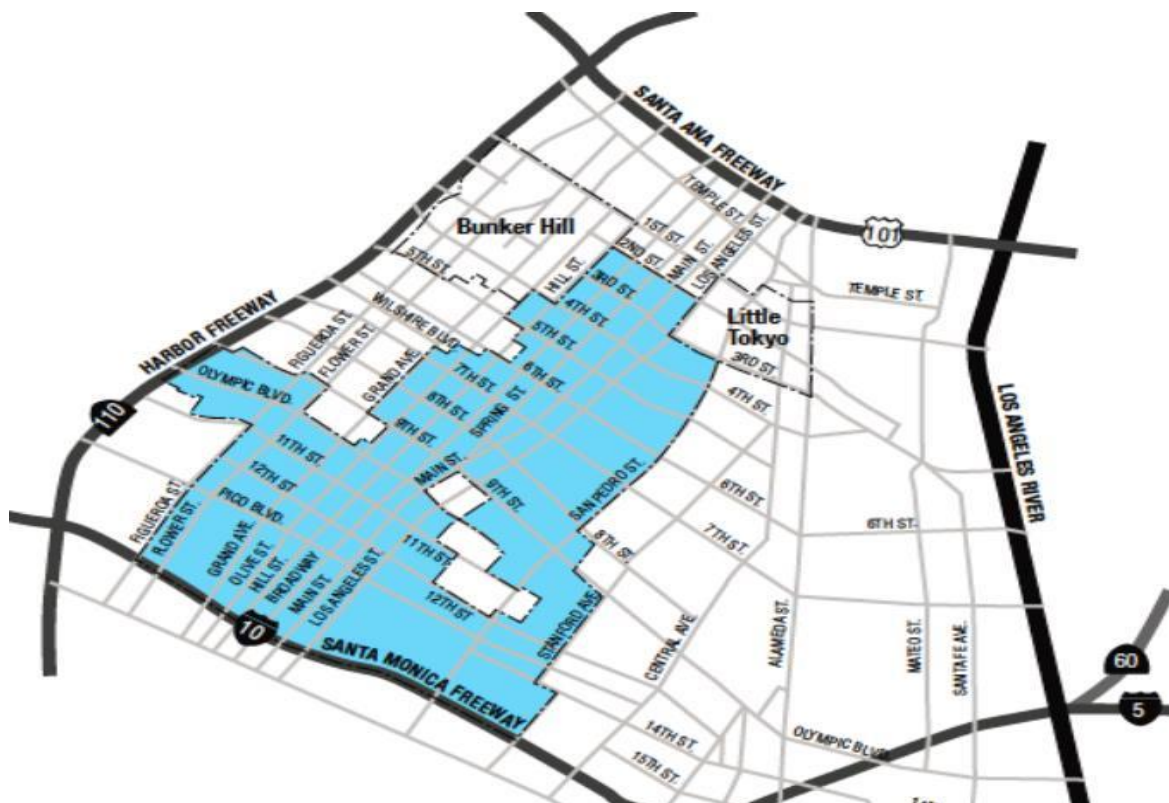 SANTA ANA FREEWAY
TEMPLE ST.
LOS ANGELES ST.
101
Bunker Hill
1ST ST.
2ND ST.
MAIN ST.
5TH ST.
HILL ST.
3RD ST.
TEMPLE ST.
HARBOR FREEWAY
WILSHIRE BLVD.
4TH ST.
Little
Tokyo
FIGUEROA ST.
FLOWER ST.
5TH ST.
3RD ST.
GRAND AVE.
7TH ST.
6TH ST.
4TH ST.
OLYMPIC BLVD.
8TH ST.
SPRING ST.
LOS ANGELES RIVER
110
9TH ST.
11TH ST.
MAIN ST.
12TH ST.
9TH ST.
SAN PEDRO ST.
6TH ST.
FIGUEROA ST.
FLOWER ST.
PICO BLVD.
7TH ST.
6TH ST.
GRAND AVE.
OLIVE ST.
HILL ST.
BROADWAY
MAIN ST.
LOS ANGELES ST.
11TH ST.
8TH ST.
12TH ST
STANFORD AVE.
CENTRAL AVE
ALAMEDA ST.
MATEO ST.
SANTA FE AVE.
10
SANTA MONICA FREEWAY
60
5
14TH ST.
15TH ST.
OLYMPIC BLVD.